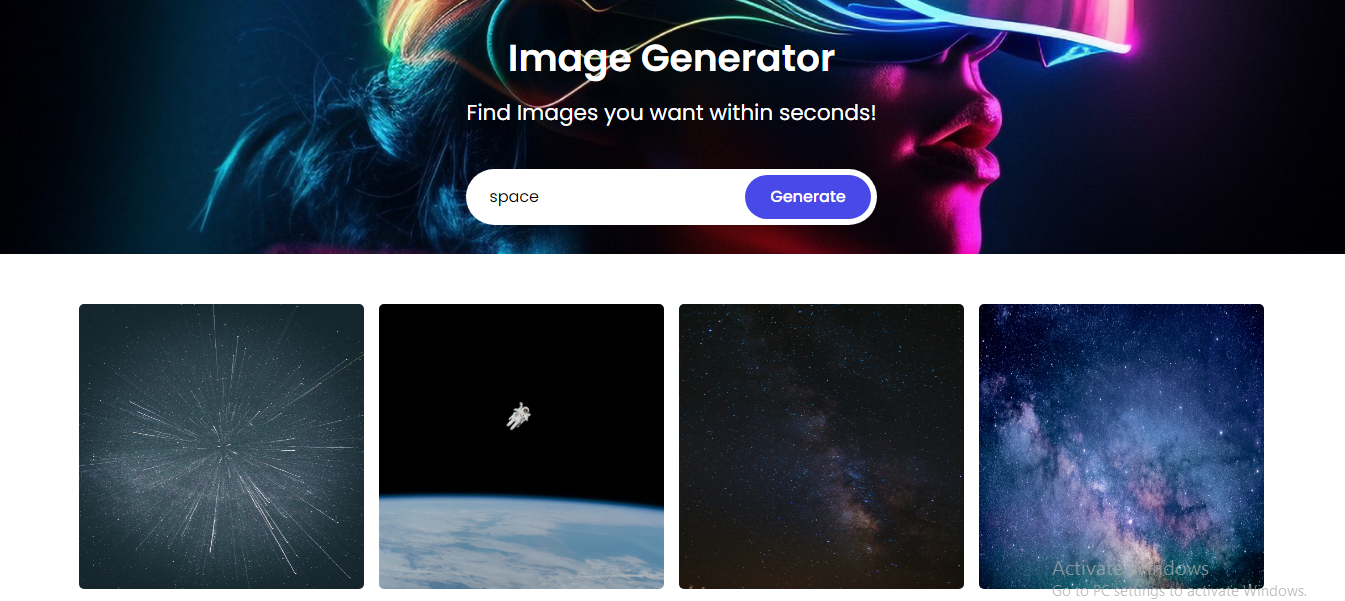 Image Generator
Find Images you want within seconds!
space
Generate
Activate Windows
Go to PC settings to activate Windows.